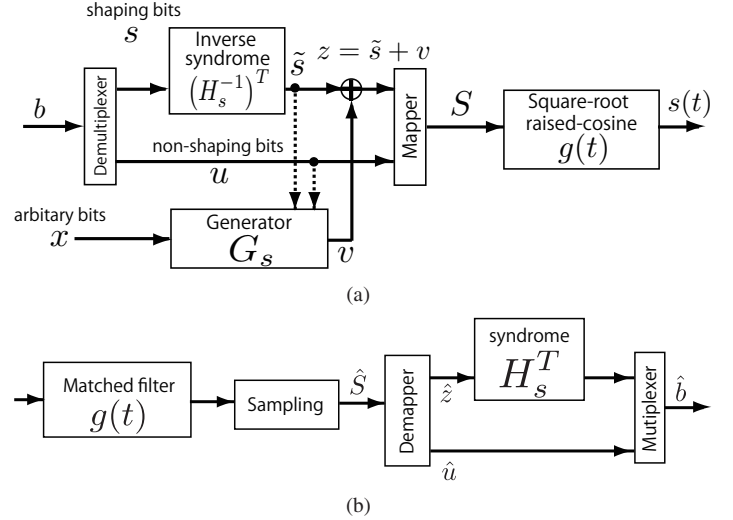 shaping bits
s
Inverse
syndrome
(H_s^{-1})^T
s̃
z = s̃ + v
b
Demultiplexer
Mapper
S
Square-root
raised-cosine
g(t)
s(t)
non-shaping bits
u
arbitary bits
x
Generator
G_s
v
(a)
Matched filter
g(t)
Sampling
Ŝ
Demapper
ẑ
syndrome
H_s^T
Mutiplexer
b̂
û
(b)